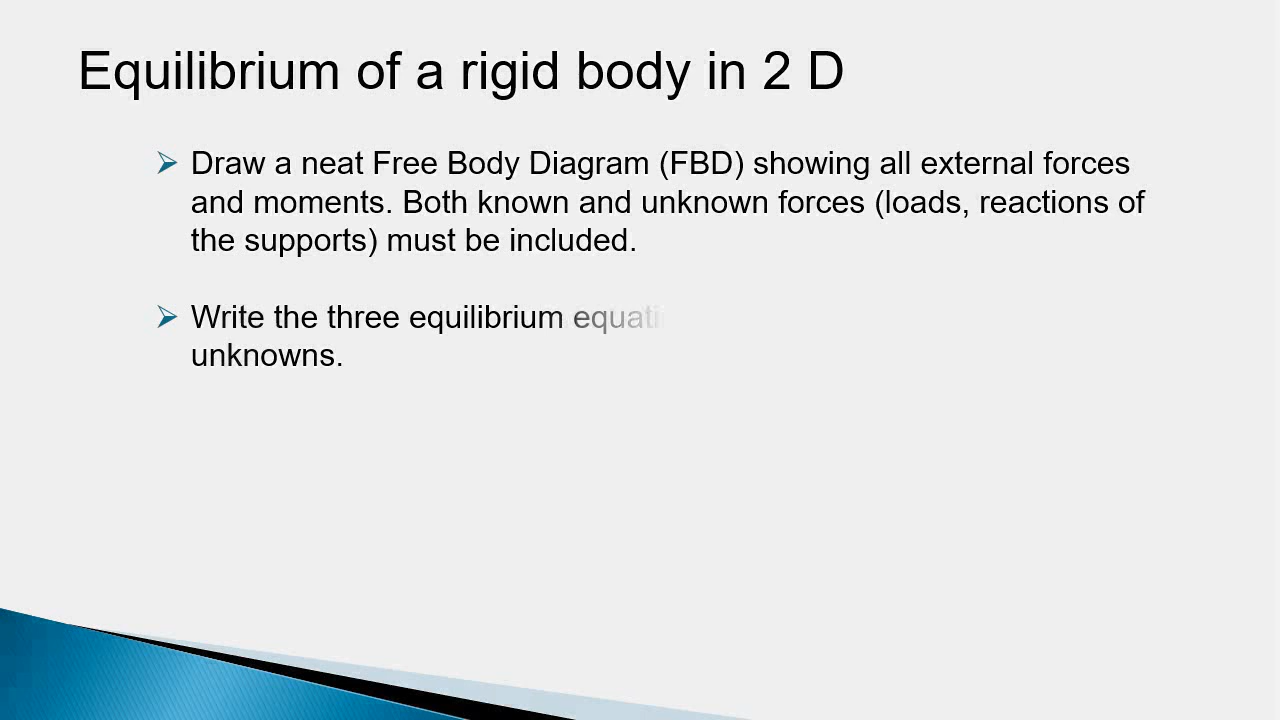 Equilibrium of a rigid body in 2 D
Draw a neat Free Body Diagram (FBD) showing all external forces
and moments. Both known and unknown forces (loads, reactions of
the supports) must be included.
Write the three equilibrium equati
unknowns.